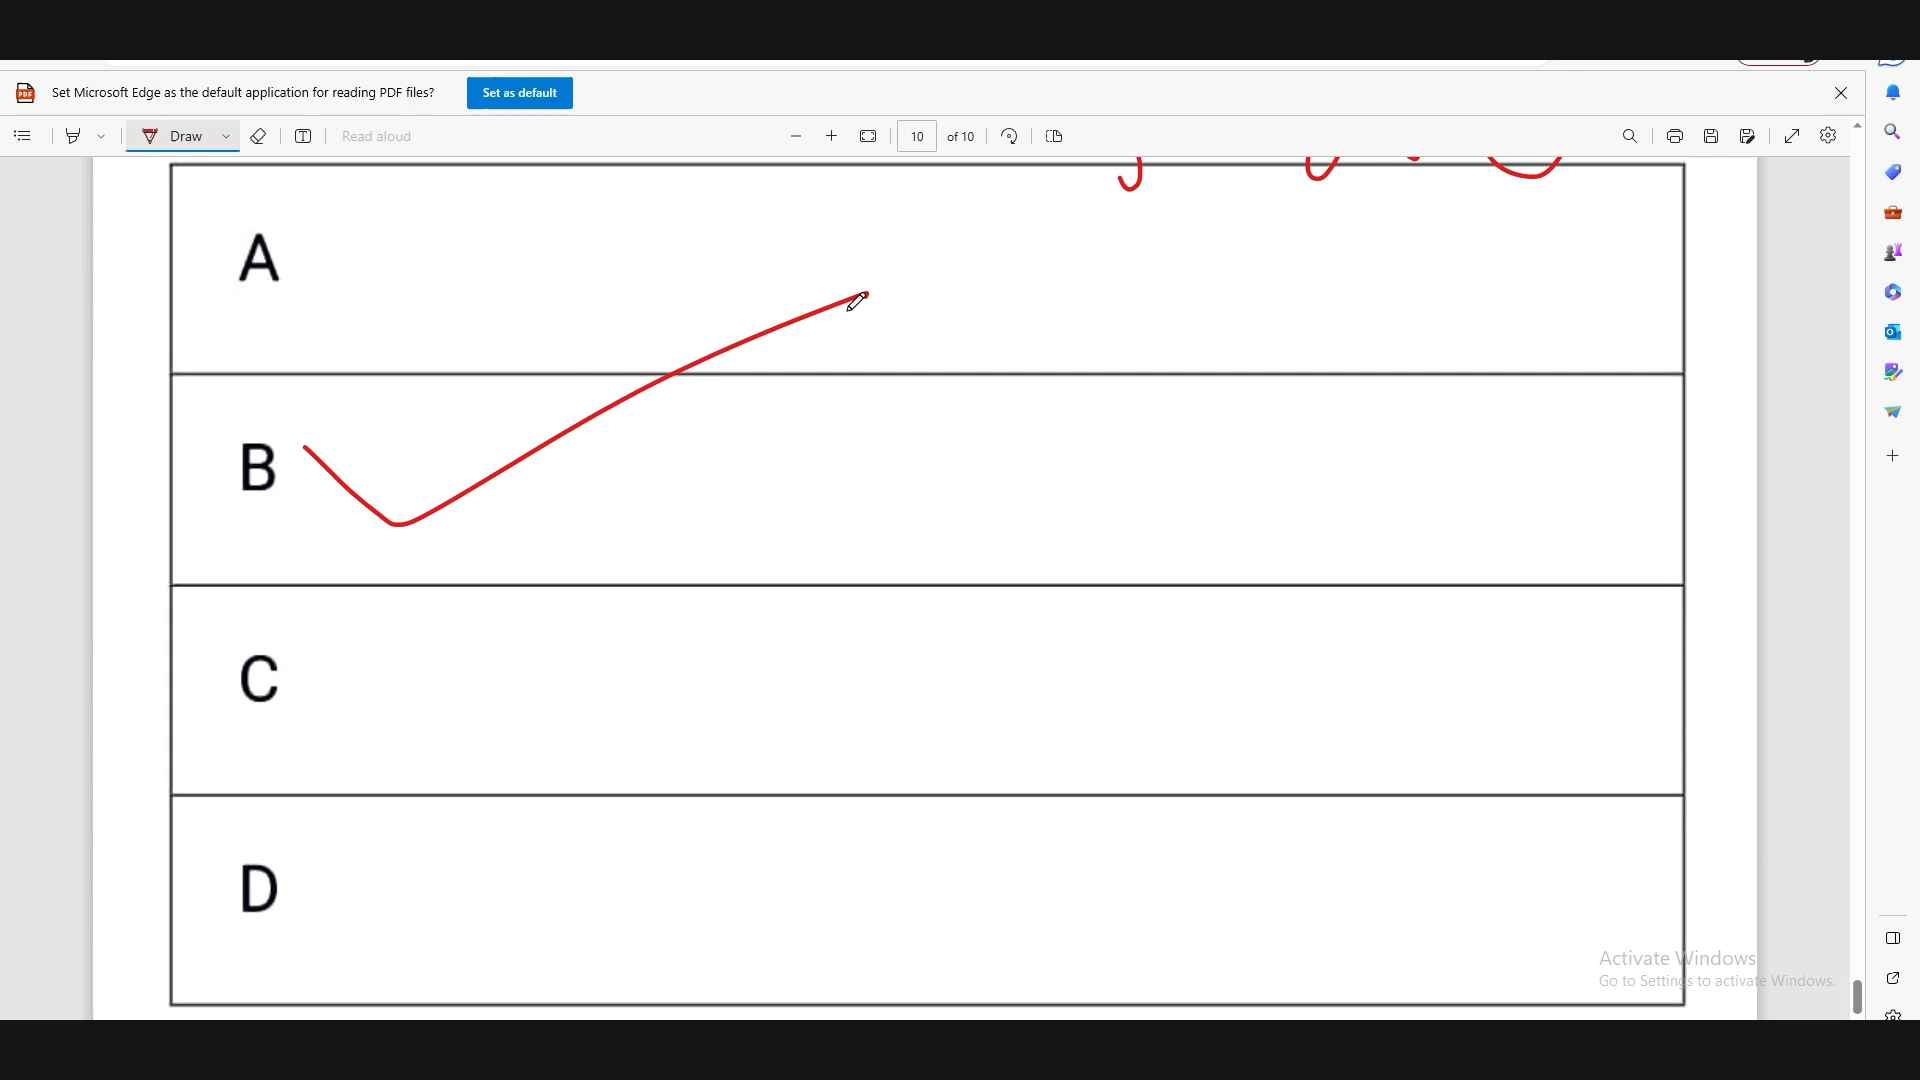 Set Microsoft Edge as the default application for reading PDF files? Set as default
Draw Read aloud 10 of 10
A
B
C
D
Activate Windows
Go to Settings to activate Windows.